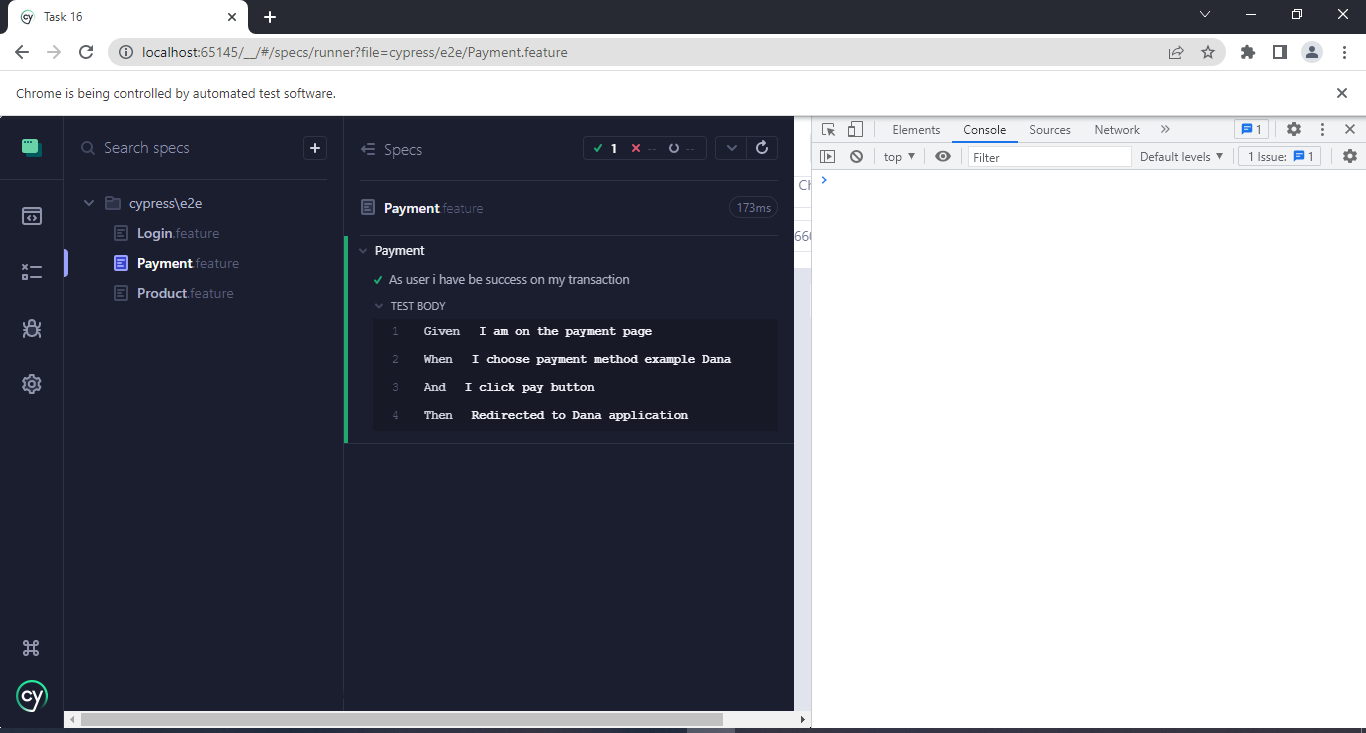 Task 16
localhost:65145/__/#/specs/runner?file=cypress/e2e/Payment.feature
Chrome is being controlled by automated test software.
Search specs
+
cypress\e2e
Login.feature
Payment.feature
Product.feature
cy
Specs
1 -- --
Payment.feature 173ms
Payment
As user i have be success on my transaction
TEST BODY
1 Given I am on the payment page
2 When I choose payment method example Dana
3 And I click pay button
4 Then Redirected to Dana application
Elements Console Sources Network 1
top Filter Default levels 1 Issue: 1